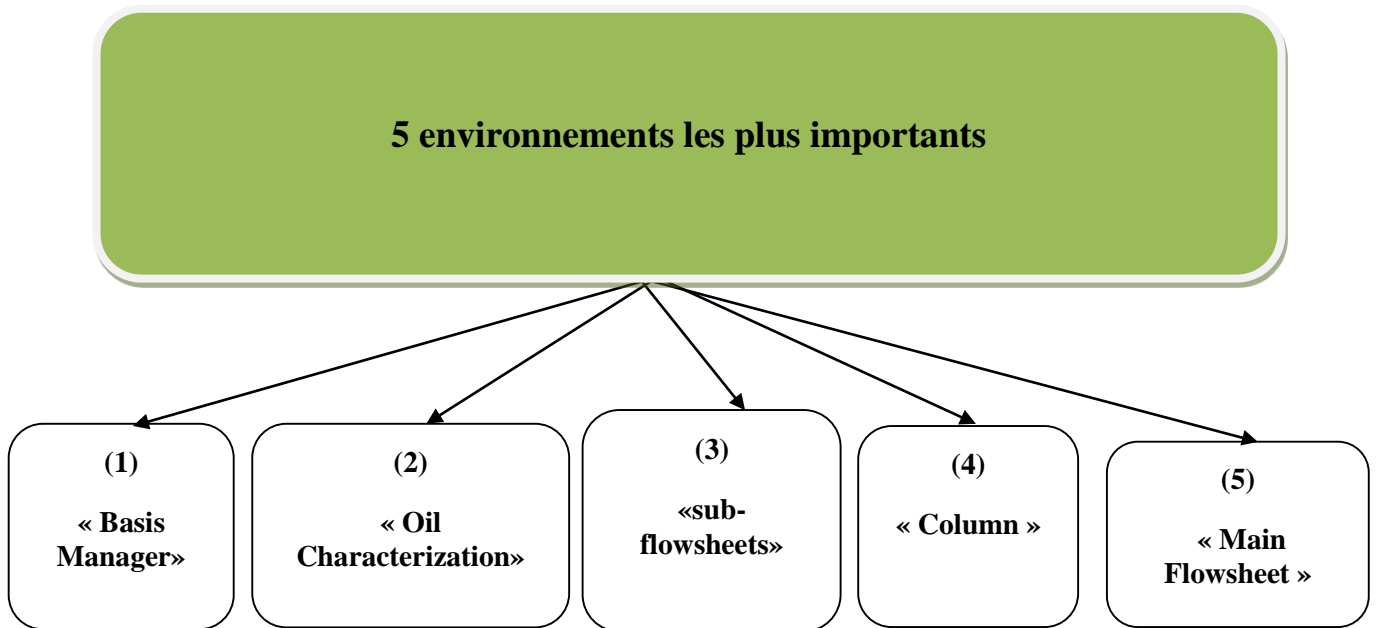 5 environnements les plus importants
(1)
« Basis
Manager»
(2)
« Oil
Characterization»
(3)
«sub-
flowsheets»
(4)
« Column »
(5)
« Main
Flowsheet »